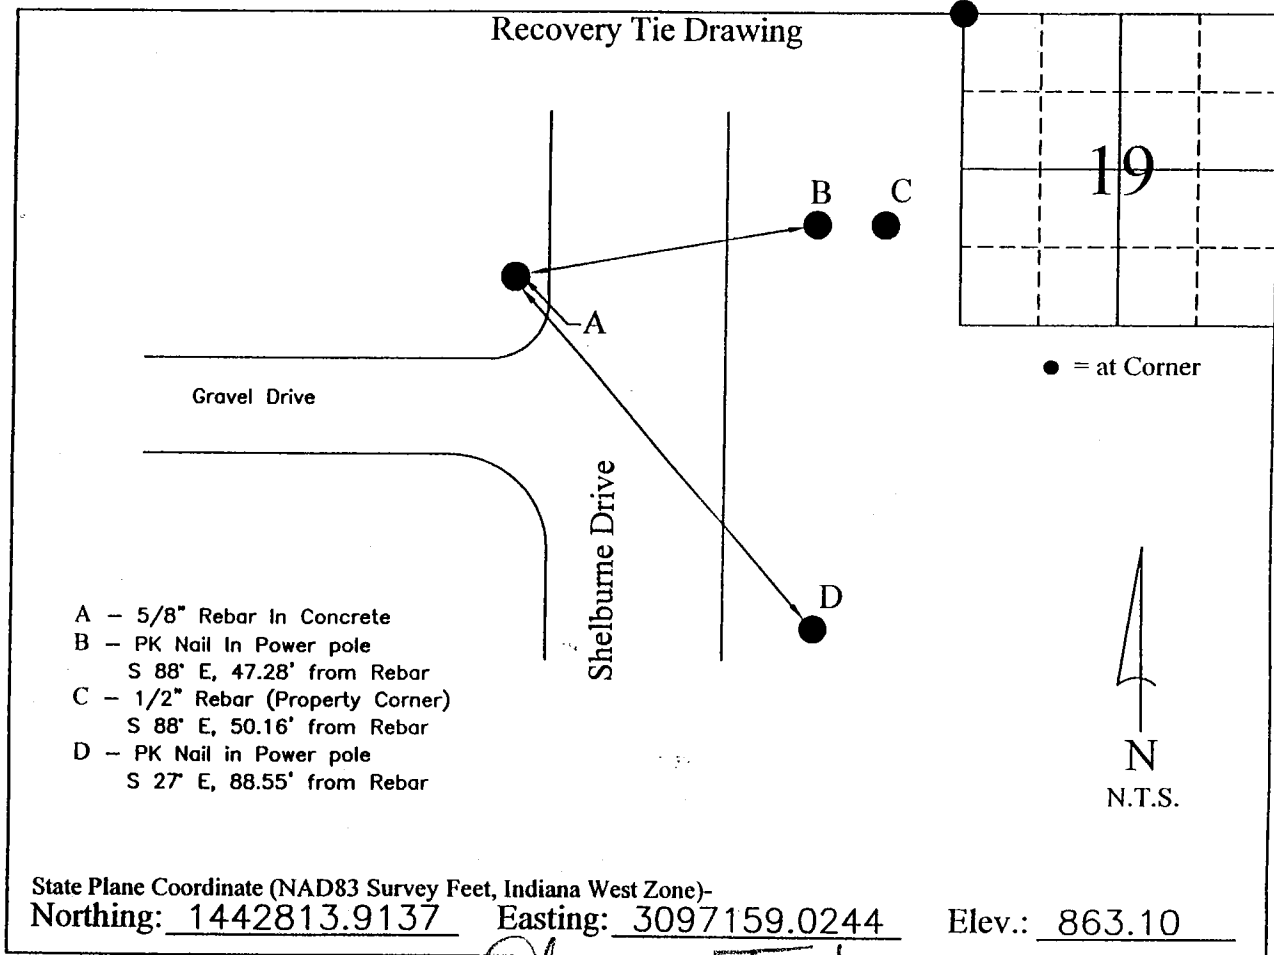 Recovery Tie Drawing
19
B
C
A
= at Corner
Gravel Drive
Shelburne Drive
D
A – 5/8" Rebar In Concrete
B – PK Nail In Power pole
S 88° E, 47.28' from Rebar
C – 1/2" Rebar (Property Corner)
S 88° E, 50.16' from Rebar
D – PK Nail in Power pole
S 27° E, 88.55' from Rebar
N
N.T.S.
State Plane Coordinate (NAD83 Survey Feet, Indiana West Zone)-
Northing: 1442813.9137 Easting: 3097159.0244 Elev.: 863.10